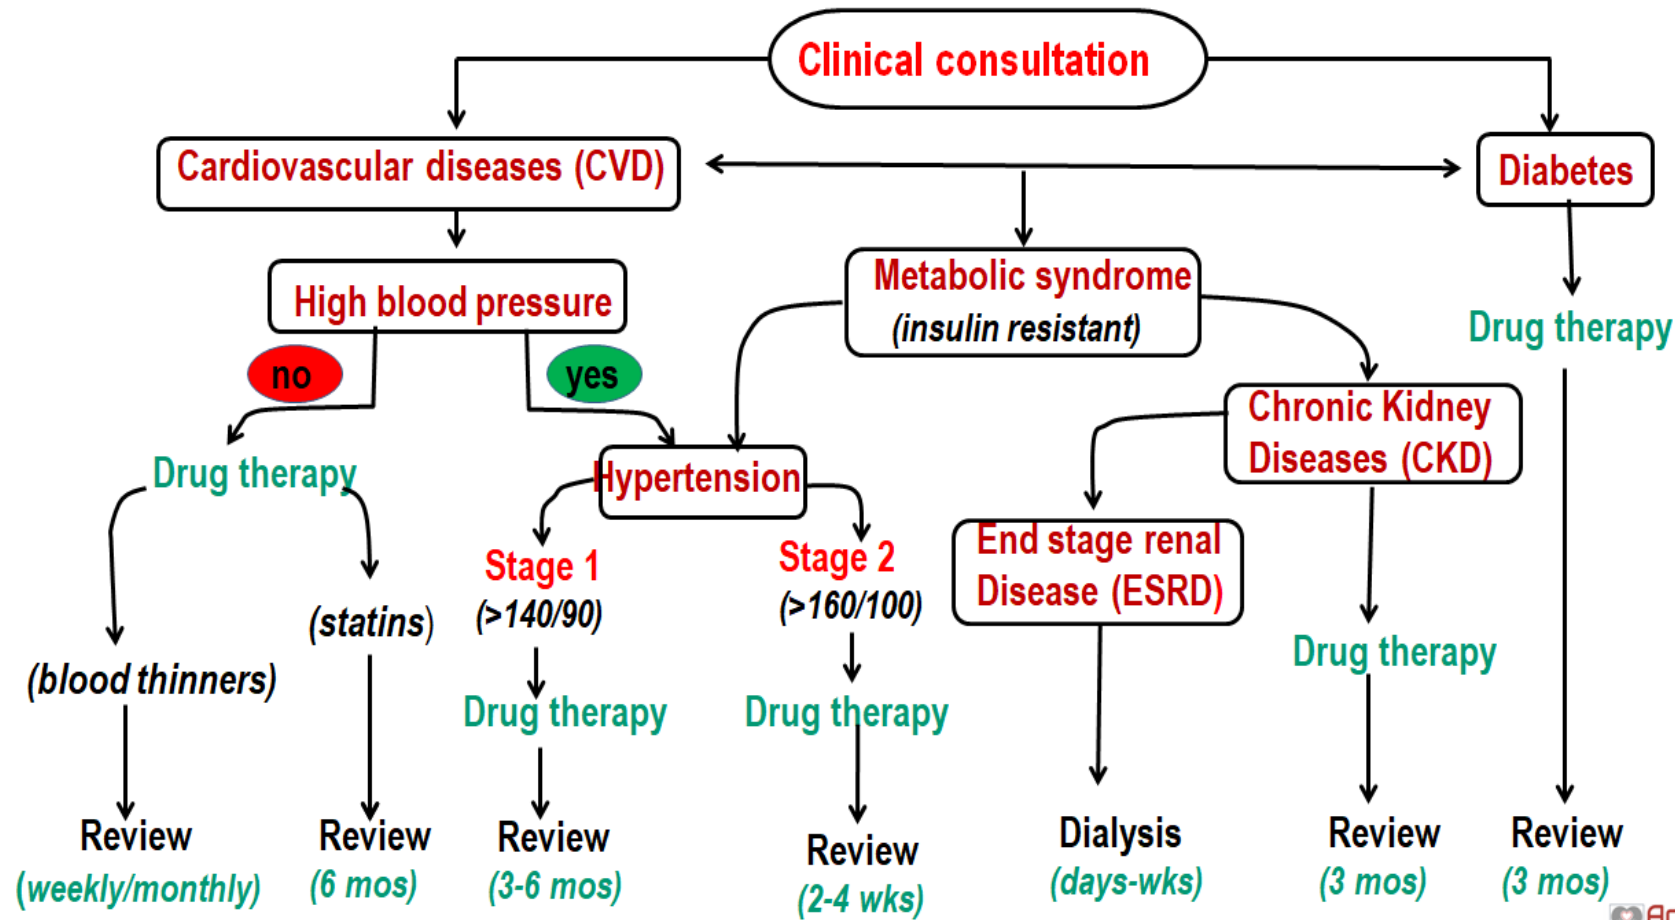 Clinical consultation
Cardiovascular diseases (CVD)
Diabetes
High blood pressure
Metabolic syndrome
(insulin resistant)
Drug therapy
no
yes
Chronic Kidney
Diseases (CKD)
Drug therapy
Hypertension
End stage renal
Disease (ESRD)
Stage 1
(>140/90)
Stage 2
(>160/100)
(statins)
(blood thinners)
Drug therapy
Drug therapy
Drug therapy
Review
(weekly/monthly)
Review
(6 mos)
Review
(3-6 mos)
Review
(2-4 wks)
Dialysis
(days-wks)
Review
(3 mos)
Review
(3 mos)